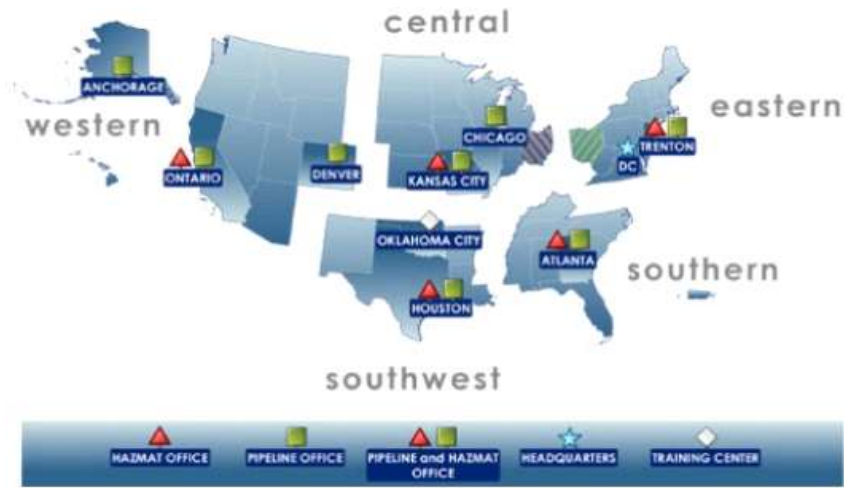 central
ANCHORAGE
eastern
western
CHICAGO
TRENTON
DC
ONTARIO
DENVER
KANSAS CITY
OKLAHOMA CITY
ATLANTA
southern
HOUSTON
southwest
HAZMAT OFFICE
PIPELINE OFFICE
PIPELINE and HAZMAT
OFFICE
HEADQUARTERS
TRAINING CENTER